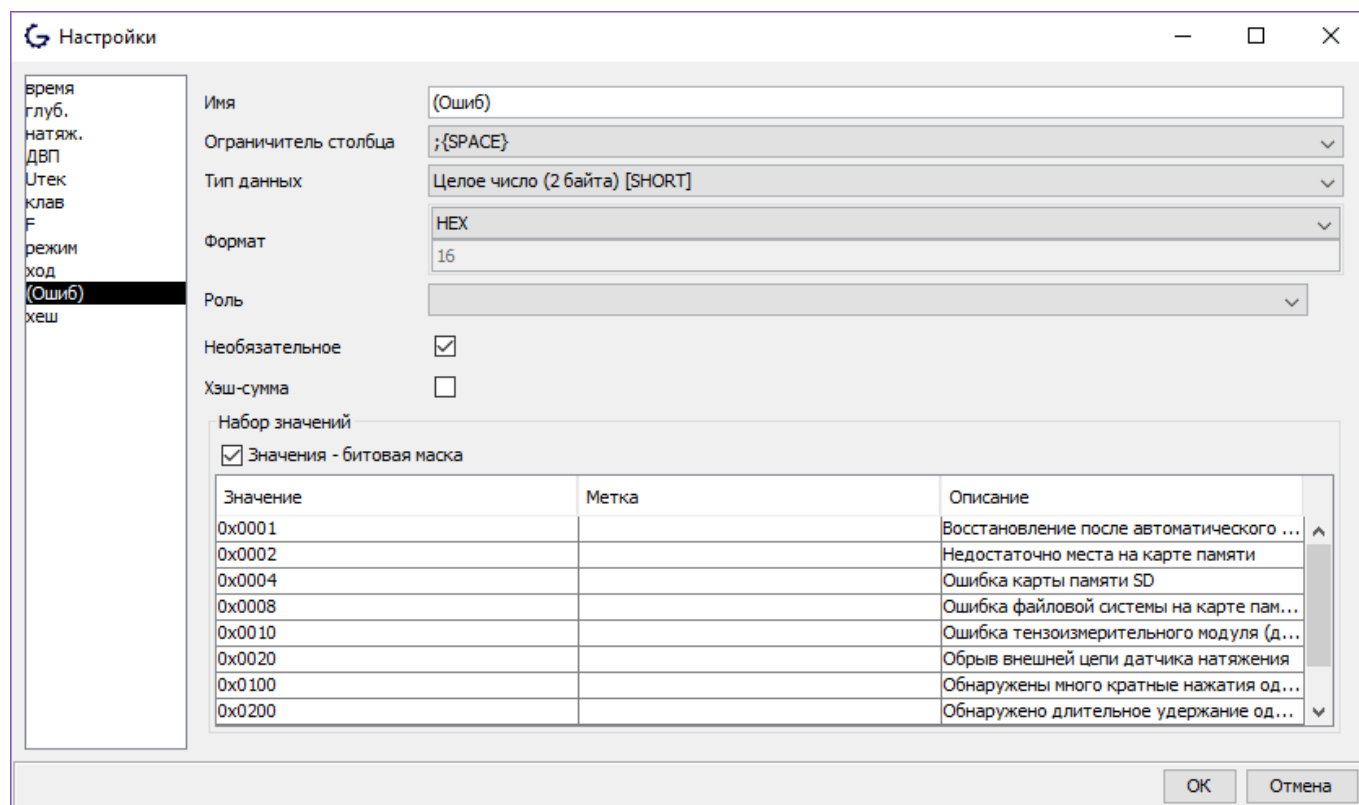 Настройки
время
глуб.
натяж.
ДВП
Uтек
клав
F
режим
ход
(Ошиб)
хеш
Имя
(Ошиб)
Ограничитель столбца
;{SPACE}
Тип данных
Целое число (2 байта) [SHORT]
Формат
HEX
16
Роль
Необязательное
Хэш-сумма
Набор значений
Значения - битовая маска
Значение Метка Описание
0x0001 Восстановление после автоматического ...
0x0002 Недостаточно места на карте памяти
0x0004 Ошибка карты памяти SD
0x0008 Ошибка файловой системы на карте пам...
0x0010 Ошибка тензоизмерительного модуля (д...
0x0020 Обрыв внешней цепи датчика натяжения
0x0100 Обнаружены много кратные нажатия од...
0x0200 Обнаружено длительное удержание од...
OK Отмена